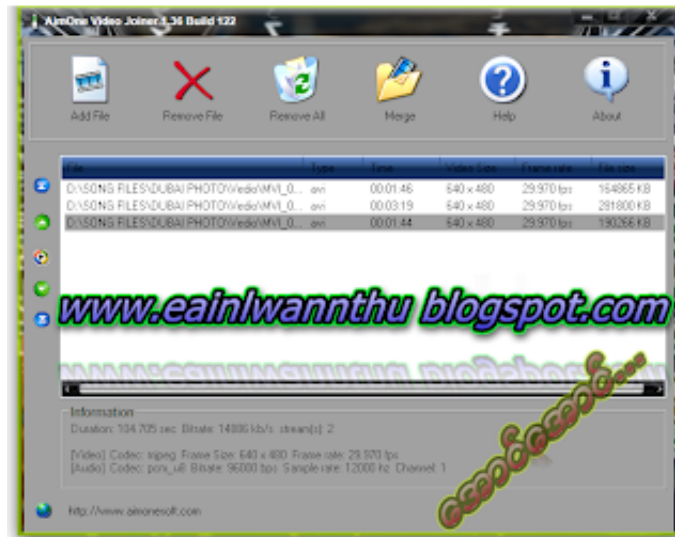 AimOne Video Joiner 1.36 Build 122
Add File Remove File Remove All Merge Help About
File Type Time Video Size Frame rate File size
D:\SONG FILES\DUBAI PHOTO\Vedio\MVI_0... avi 00:01:46 640 x 480 29.970 fps 164865 KB
D:\SONG FILES\DUBAI PHOTO\Vedio\MVI_0... avi 00:03:19 640 x 480 29.970 fps 281800 KB
D:\SONG FILES\DUBAI PHOTO\Vedio\MVI_0... avi 00:01:44 640 x 480 29.970 fps 190266 KB
www.eainlwannthu blogspot.com
Information
Duration: 104.705 sec Bitrate: 14886 kb/s stream(s): 2
[Video] Codec: mjpeg Frame Size: 640 x 480 Frame rate: 29.970 fps
[Audio] Codec: pcm_u8 Bitrate: 96000 bps Sample rate: 12000 hz Channel: 1
http://www.aimonesoft.com